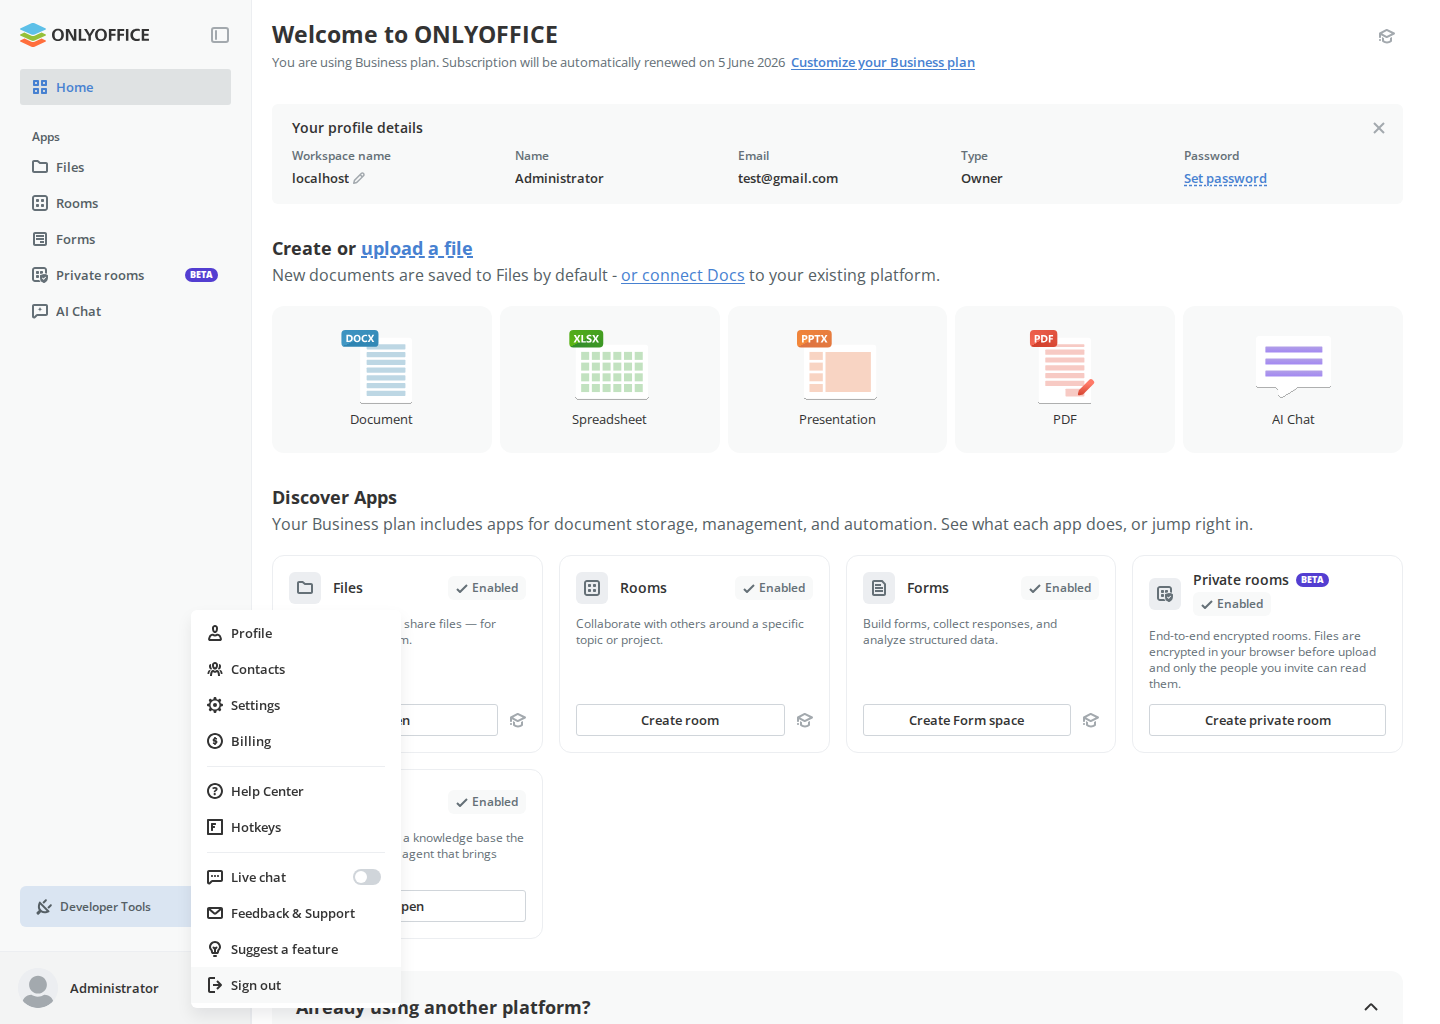 ONLYOFFICE
Home
Apps
Files
Rooms
Forms
Private rooms BETA
AI Chat
Developer Tools
Administrator
Welcome to ONLYOFFICE
You are using Business plan. Subscription will be automatically renewed on 5 June 2026 Customize your Business plan
Your profile details
Workspace name
localhost
Name
Administrator
Email
test@gmail.com
Type
Owner
Password
Set password
Create or upload a file
New documents are saved to Files by default - or connect Docs to your existing platform.
DOCX
Document
XLSX
Spreadsheet
PPTX
Presentation
PDF
PDF
AI Chat
Discover Apps
Your Business plan includes apps for document storage, management, and automation. See what each app does, or jump right in.
Files
Enabled
share files — for
Rooms
Enabled
Collaborate with others around a specific
topic or project.
Create room
Forms
Enabled
Build forms, collect responses, and
analyze structured data.
Create Form space
Private rooms BETA
Enabled
End-to-end encrypted rooms. Files are
encrypted in your browser before upload
and only the people you invite can read
them.
Create private room
Enabled
a knowledge base the
agent that brings
Profile
Contacts
Settings
Billing
Help Center
Hotkeys
Live chat
Feedback & Support
Suggest a feature
Sign out
Already using another platform?